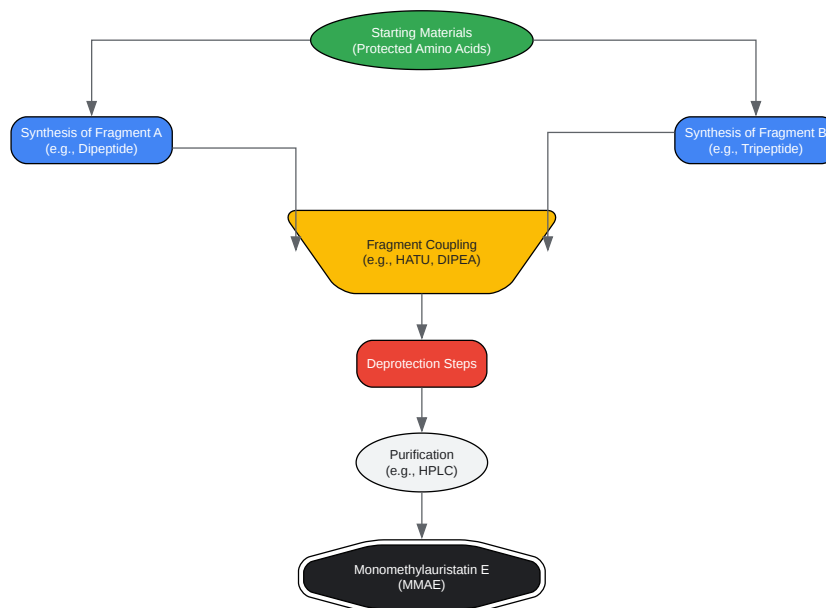 Starting Materials
(Protected Amino Acids)
Synthesis of Fragment A
(e.g., Dipeptide)
Synthesis of Fragment B
(e.g., Tripeptide)
Fragment Coupling
(e.g., HATU, DIPEA)
Deprotection Steps
Purification
(e.g., HPLC)
Monomethylauristatin E
(MMAE)